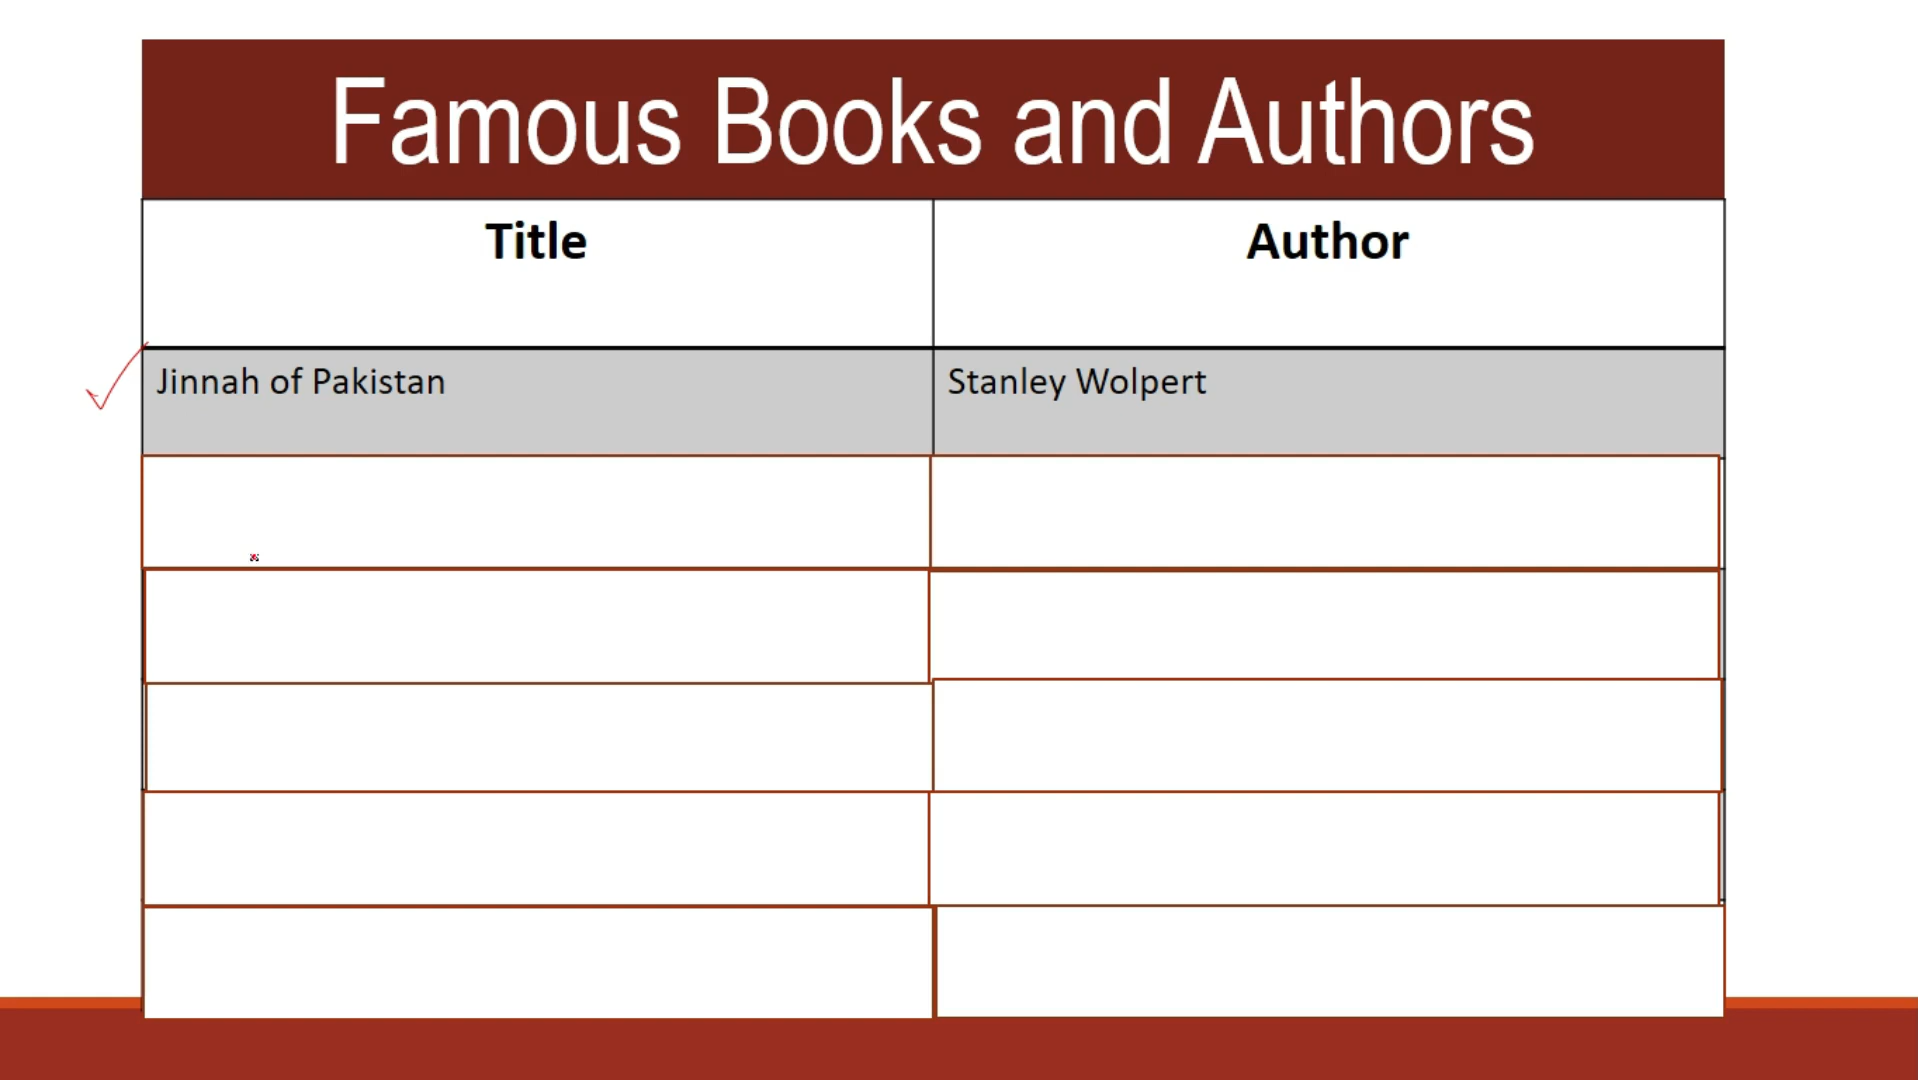 Famous Books and Authors
Title
Author
Jinnah of Pakistan
Stanley Wolpert